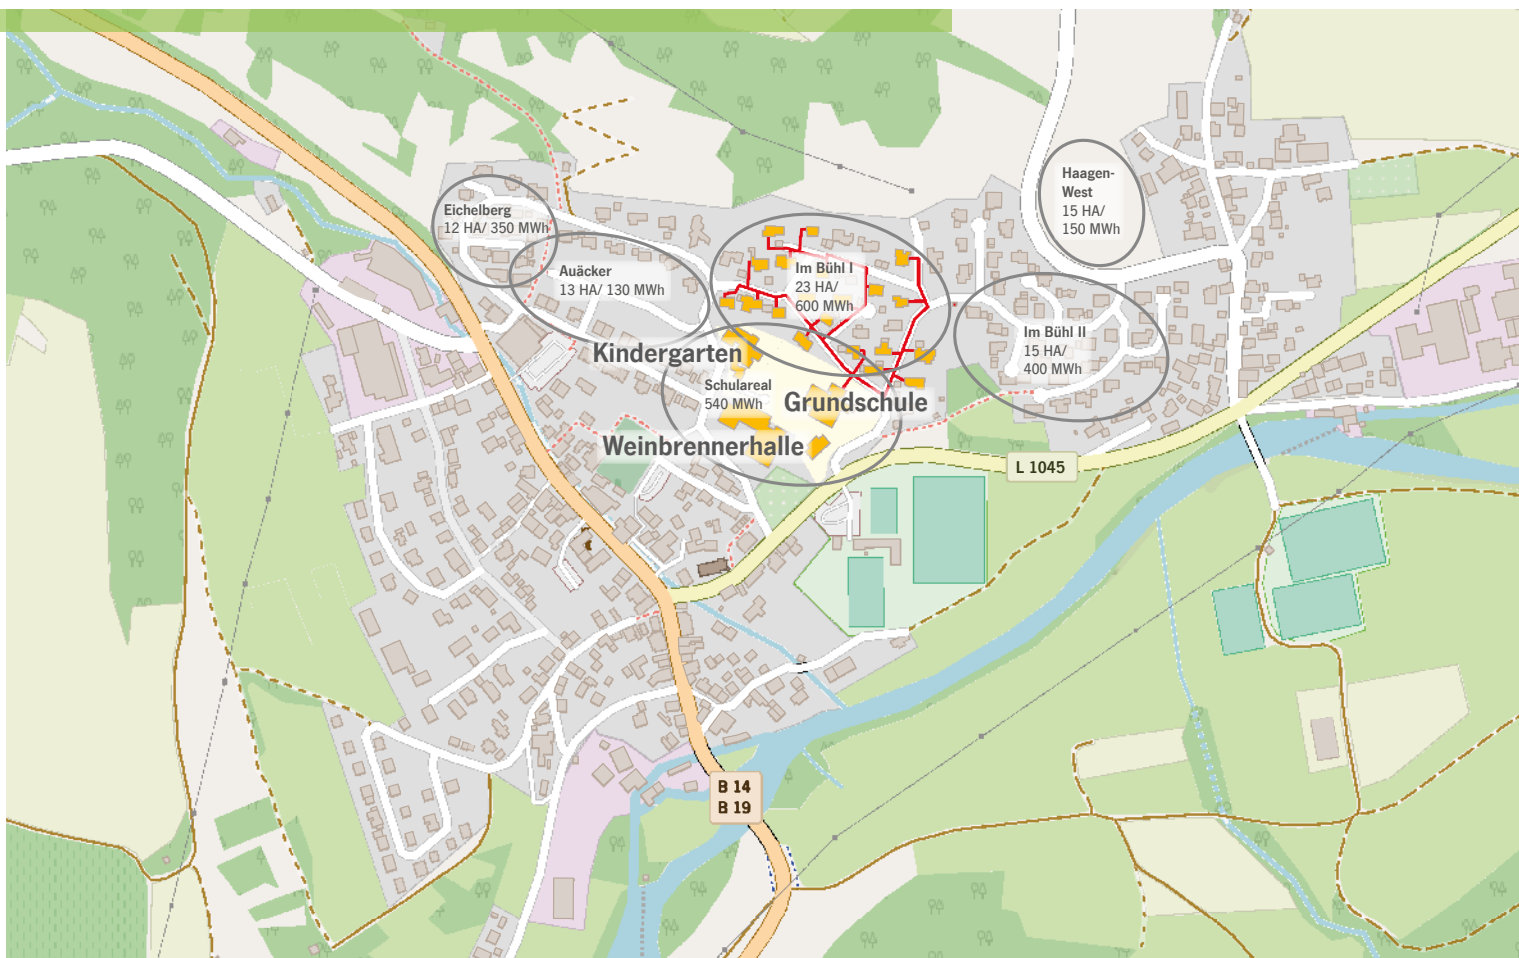 Haagen-
West
15 HA/
150 MWh
Eichelberg
12 HA/ 350 MWh
Auäcker
13 HA/ 130 MWh
Im Bühl I
23 HA/
600 MWh
Im Bühl II
15 HA/
400 MWh
Kindergarten
Schulareal
540 MWh
Grundschule
Weinbrennerhalle
L 1045
B 14
B 19